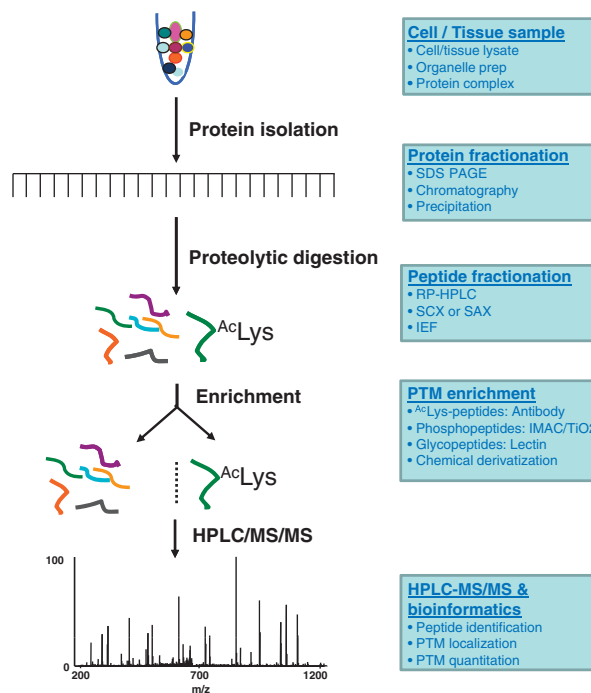 Cell / Tissue sample
• Cell/tissue lysate
• Organelle prep
• Protein complex
Protein isolation
Protein fractionation
• SDS PAGE
• Chromatography
• Precipitation
Proteolytic digestion
Peptide fractionation
• RP-HPLC
• SCX or SAX
• IEF
AcLys
Enrichment
PTM enrichment
• AcLys-peptides: Antibody
• Phosphopeptides: IMAC/TiO2
• Glycopeptides: Lectin
• Chemical derivatization
AcLys
HPLC/MS/MS
HPLC-MS/MS &
bioinformatics
• Peptide identification
• PTM localization
• PTM quantitation
100
0
200 700 1200
m/z